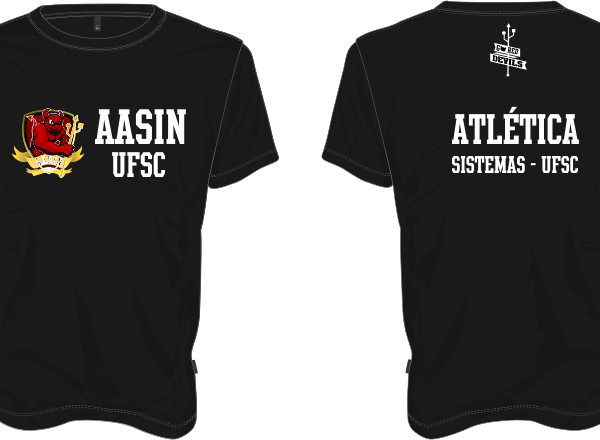 AASIN
UFSC
DEVILS
ATLÉTICA
SISTEMAS - UFSC